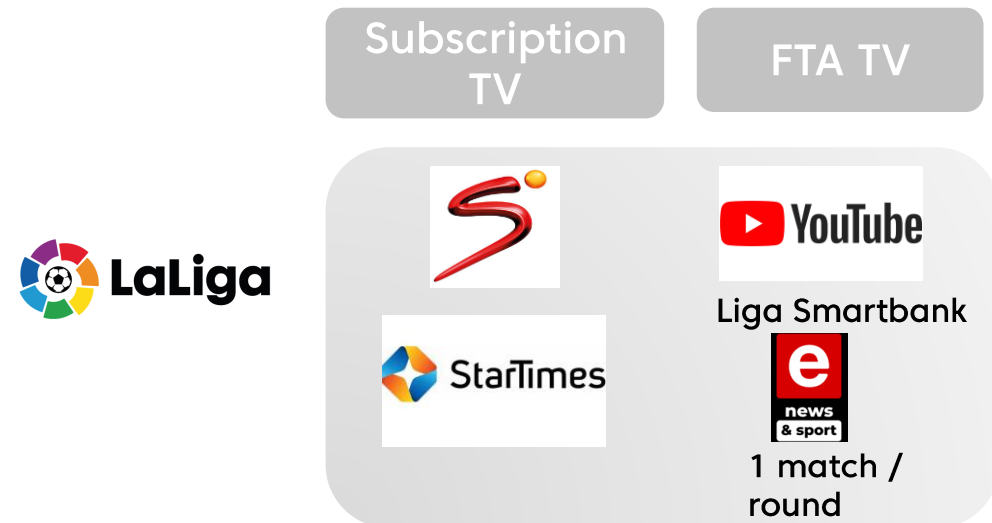 Subscription
TV
FTA TV
LaLiga
YouTube
Liga Smartbank
StarTimes
e
news
& sport
1 match /
round